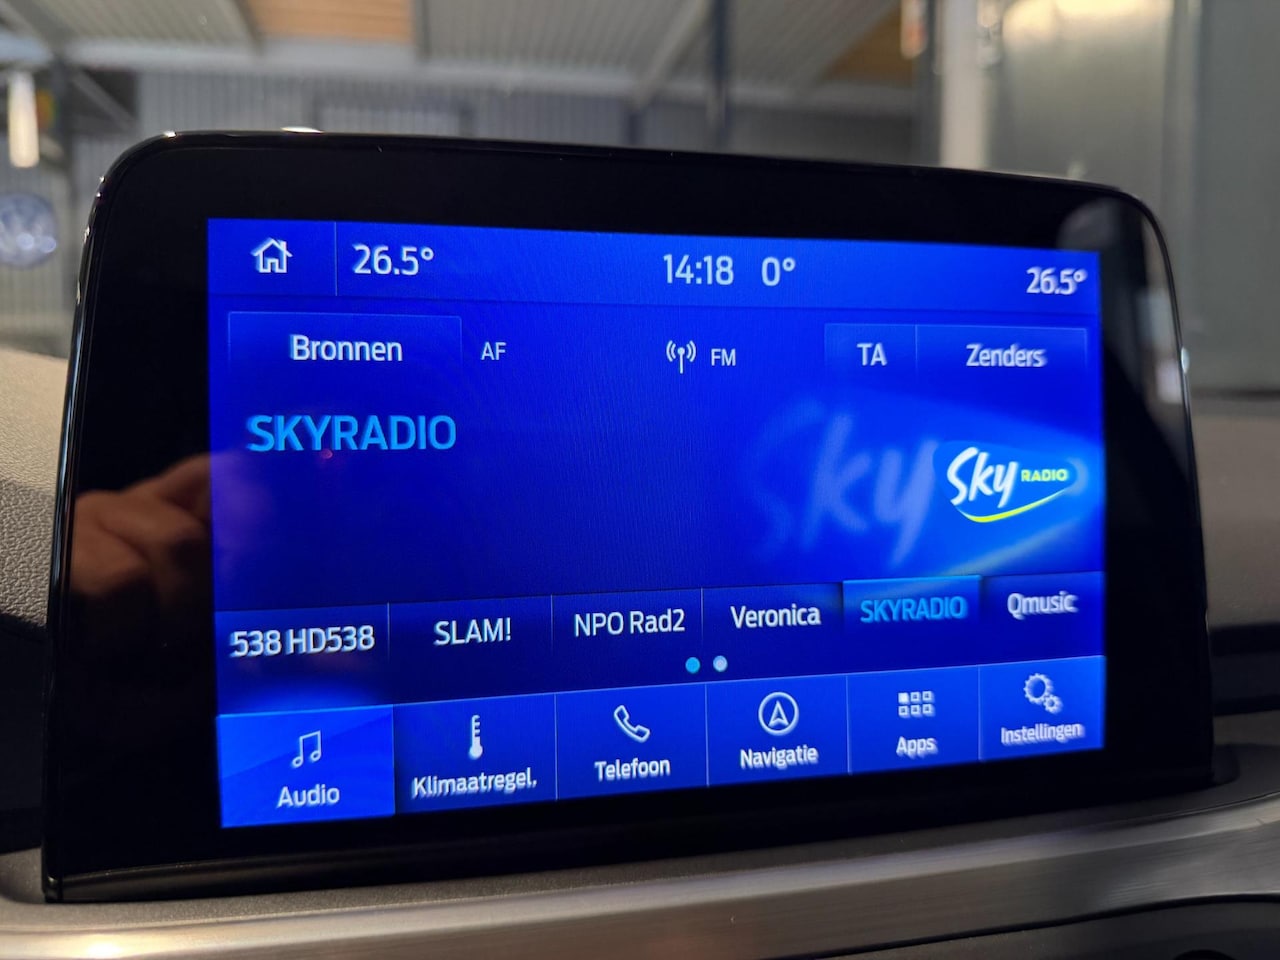 26.5° 14:18 0° 26.5°
Bronnen AF FM TA Zenders
SKYRADIO
Sky RADIO
538 HD538 SLAM! NPO Rad2 Veronica SKYRADIO Qmusic
Audio Klimaatregel. Telefoon Navigatie Apps Instellingen